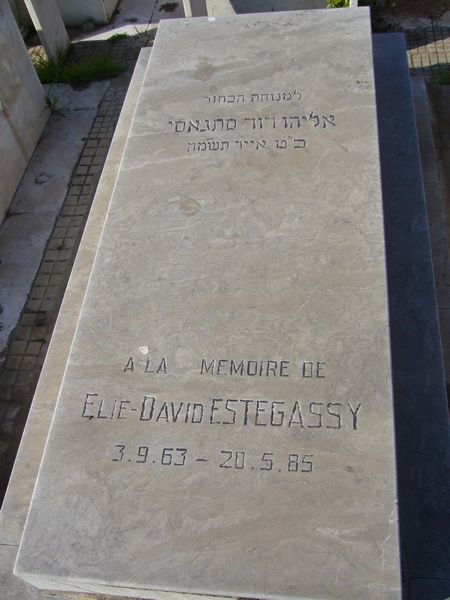 למנוחת הבחור
אליהו דוד סתגאסי
כ"ט אייר תשמה
A LA MEMOIRE DE
ELIE-DAVID ESTEGASSY
3.9.63 - 20.5.85